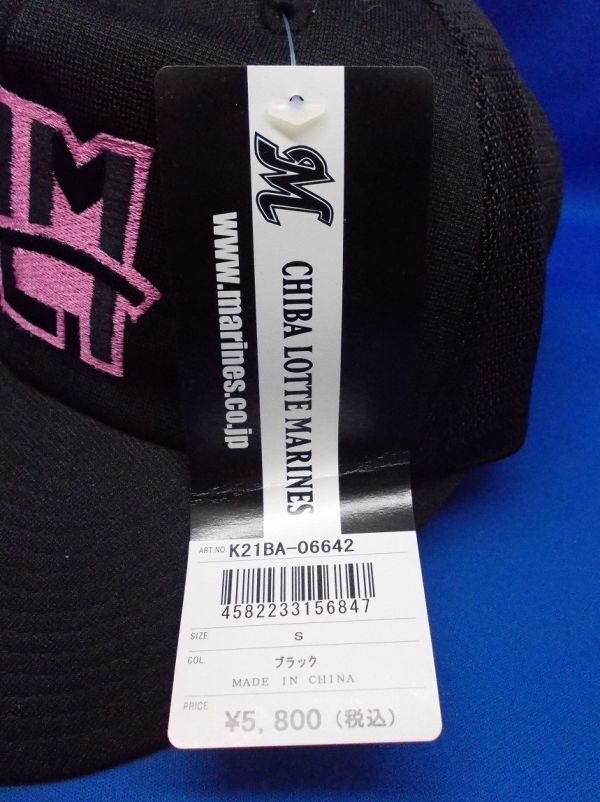 M
CHIBA LOTTE MARINES
www.marines.co.jp
ART.NO. K21BA-06642
4582233156847
SIZE S
COL. ブラック
MADE IN CHINA
PRICE ¥5,800(税込)